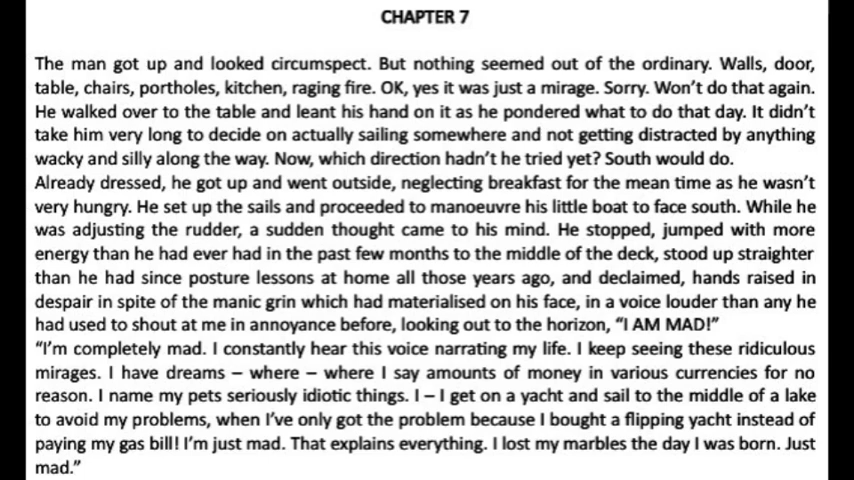 CHAPTER 7
The man got up and looked circumspect. But nothing seemed out of the ordinary. Walls, door,
table, chairs, portholes, kitchen, raging fire. OK, yes it was just a mirage. Sorry. Won't do that again.
He walked over to the table and leant his hand on it as he pondered what to do that day. It didn't
take him very long to decide on actually sailing somewhere and not getting distracted by anything
wacky and silly along the way. Now, which direction hadn't he tried yet? South would do.
Already dressed, he got up and went outside, neglecting breakfast for the mean time as he wasn't
very hungry. He set up the sails and proceeded to manoeuvre his little boat to face south. While he
was adjusting the rudder, a sudden thought came to his mind. He stopped, jumped with more
energy than he had ever had in the past few months to the middle of the deck, stood up straighter
than he had since posture lessons at home all those years ago, and declaimed, hands raised in
despair in spite of the manic grin which had materialised on his face, in a voice louder than any he
had used to shout at me in annoyance before, looking out to the horizon, "I AM MAD!"
"I'm completely mad. I constantly hear this voice narrating my life. I keep seeing these ridiculous
mirages. I have dreams – where – where I say amounts of money in various currencies for no
reason. I name my pets seriously idiotic things. I – I get on a yacht and sail to the middle of a lake
to avoid my problems, when I've only got the problem because I bought a flipping yacht instead of
paying my gas bill! I'm just mad. That explains everything. I lost my marbles the day I was born. Just
mad."